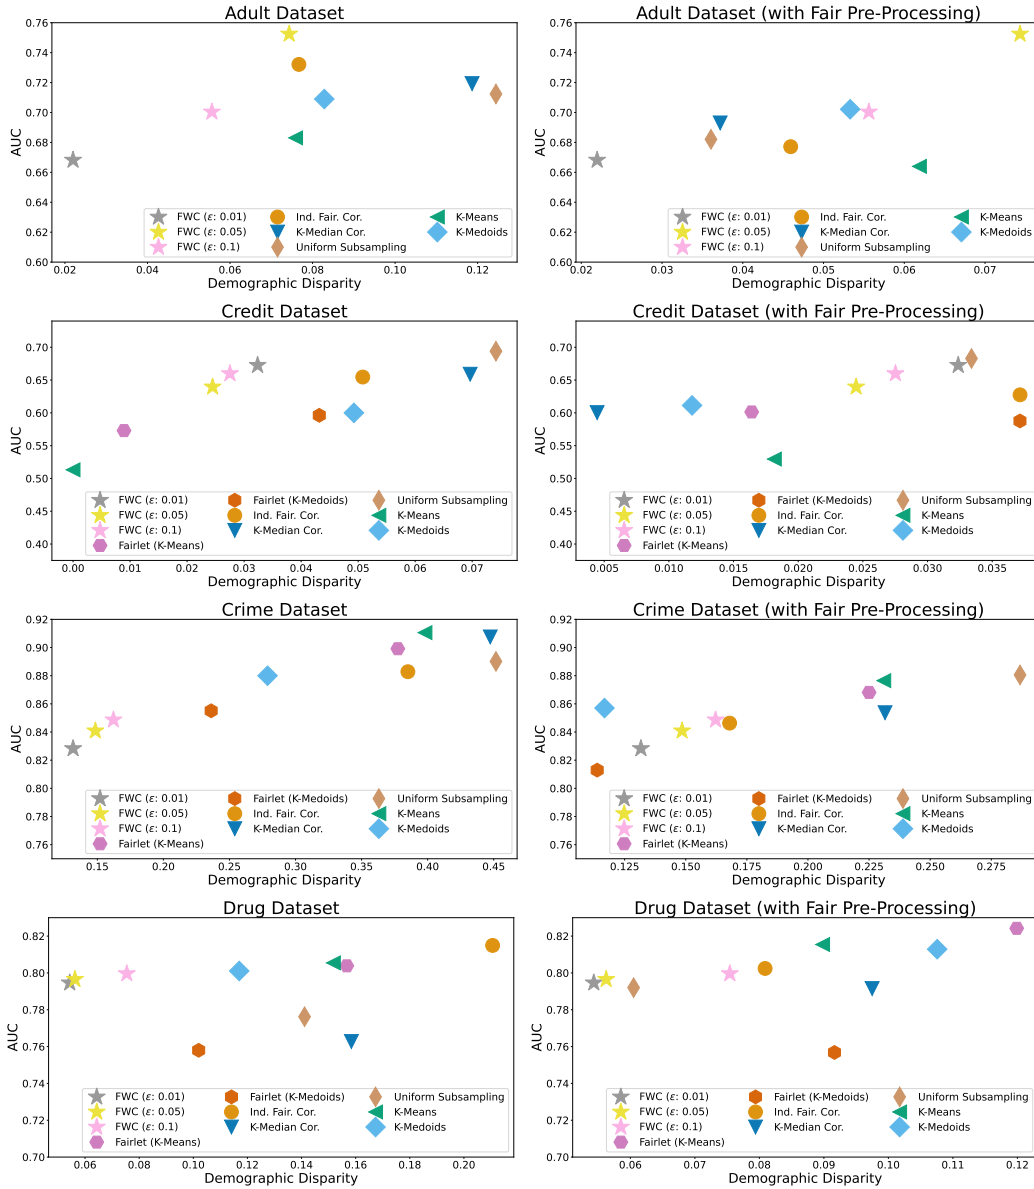 Adult Dataset
0.76
0.74
0.72
0.70
0.68
0.66
0.64
0.62
0.60
AUC
FWC (ε: 0.01)
FWC (ε: 0.05)
FWC (ε: 0.1)
Ind. Fair. Cor.
K-Median Cor.
Uniform Subsampling
K-Means
K-Medoids
0.02 0.04 0.06 0.08 0.10 0.12
Demographic Disparity
Adult Dataset (with Fair Pre-Processing)
0.76
0.74
0.72
0.70
0.68
0.66
0.64
0.62
0.60
AUC
FWC (ε: 0.01)
FWC (ε: 0.05)
FWC (ε: 0.1)
Ind. Fair. Cor.
K-Median Cor.
Uniform Subsampling
K-Means
K-Medoids
0.02 0.03 0.04 0.05 0.06 0.07
Demographic Disparity
Credit Dataset
0.70
0.65
0.60
0.55
0.50
0.45
0.40
AUC
FWC (ε: 0.01)
FWC (ε: 0.05)
FWC (ε: 0.1)
Fairlet (K-Means)
Fairlet (K-Medoids)
Ind. Fair. Cor.
K-Median Cor.
Uniform Subsampling
K-Means
K-Medoids
0.00 0.01 0.02 0.03 0.04 0.05 0.06 0.07
Demographic Disparity
Credit Dataset (with Fair Pre-Processing)
0.70
0.65
0.60
0.55
0.50
0.45
0.40
AUC
FWC (ε: 0.01)
FWC (ε: 0.05)
FWC (ε: 0.1)
Fairlet (K-Means)
Fairlet (K-Medoids)
Ind. Fair. Cor.
K-Median Cor.
Uniform Subsampling
K-Means
K-Medoids
0.005 0.010 0.015 0.020 0.025 0.030 0.035
Demographic Disparity
Crime Dataset
0.92
0.90
0.88
0.86
0.84
0.82
0.80
0.78
0.76
AUC
FWC (ε: 0.01)
FWC (ε: 0.05)
FWC (ε: 0.1)
Fairlet (K-Means)
Fairlet (K-Medoids)
Ind. Fair. Cor.
K-Median Cor.
Uniform Subsampling
K-Means
K-Medoids
0.15 0.20 0.25 0.30 0.35 0.40 0.45
Demographic Disparity
Crime Dataset (with Fair Pre-Processing)
0.92
0.90
0.88
0.86
0.84
0.82
0.80
0.78
0.76
AUC
FWC (ε: 0.01)
FWC (ε: 0.05)
FWC (ε: 0.1)
Fairlet (K-Means)
Fairlet (K-Medoids)
Ind. Fair. Cor.
K-Median Cor.
Uniform Subsampling
K-Means
K-Medoids
0.125 0.150 0.175 0.200 0.225 0.250 0.275
Demographic Disparity
Drug Dataset
0.82
0.80
0.78
0.76
0.74
0.72
0.70
AUC
FWC (ε: 0.01)
FWC (ε: 0.05)
FWC (ε: 0.1)
Fairlet (K-Means)
Fairlet (K-Medoids)
Ind. Fair. Cor.
K-Median Cor.
Uniform Subsampling
K-Means
K-Medoids
0.06 0.08 0.10 0.12 0.14 0.16 0.18 0.20
Demographic Disparity
Drug Dataset (with Fair Pre-Processing)
0.82
0.80
0.78
0.76
0.74
0.72
0.70
AUC
FWC (ε: 0.01)
FWC (ε: 0.05)
FWC (ε: 0.1)
Fairlet (K-Means)
Fairlet (K-Medoids)
Ind. Fair. Cor.
K-Median Cor.
Uniform Subsampling
K-Means
K-Medoids
0.06 0.07 0.08 0.09 0.10 0.11 0.12
Demographic Disparity